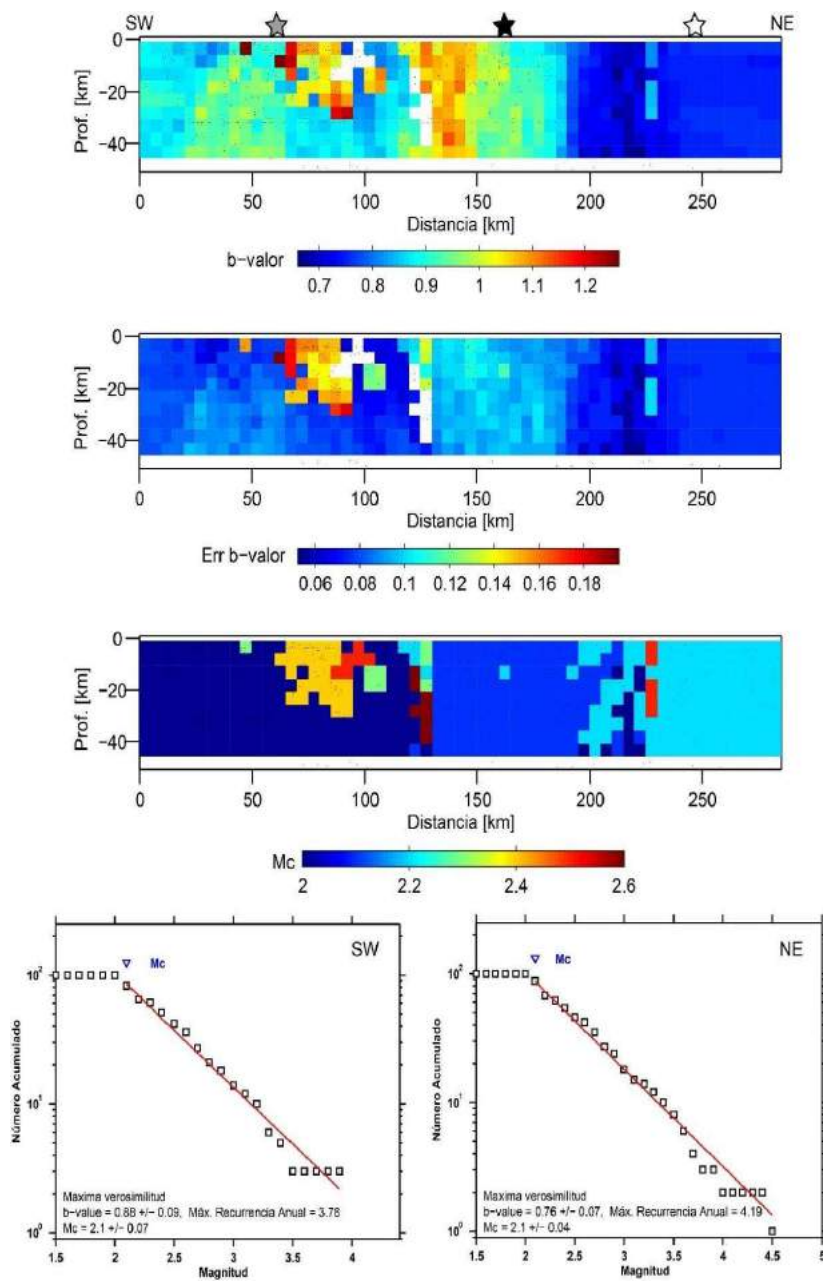 SW NE
0
−20
−40
Prof. [km]
0 50 100 150 200 250
Distancia [km]
b−valor
0.7 0.8 0.9 1 1.1 1.2
0
−20
−40
Prof. [km]
0 50 100 150 200 250
Distancia [km]
Err b−valor
0.06 0.08 0.1 0.12 0.14 0.16 0.18
0
−20
−40
Prof. [km]
0 50 100 150 200 250
Distancia [km]
Mc
2 2.2 2.4 2.6
SW
Mc
10²
10¹
10⁰
Número Acumulado
Maxima verosimilitud
b-value = 0.88 +/- 0.09, Máx. Recurrencia Anual = 3.78
Mc = 2.1 +/- 0.07
1.5 2 2.5 3 3.5 4
Magnitud
NE
Mc
10²
10¹
10⁰
Número Acumulado
Maxima verosimilitud
b-value = 0.76 +/- 0.07, Máx. Recurrencia Anual = 4.19
Mc = 2.1 +/- 0.04
1.5 2 2.5 3 3.5 4 4.5 5
Magnitud